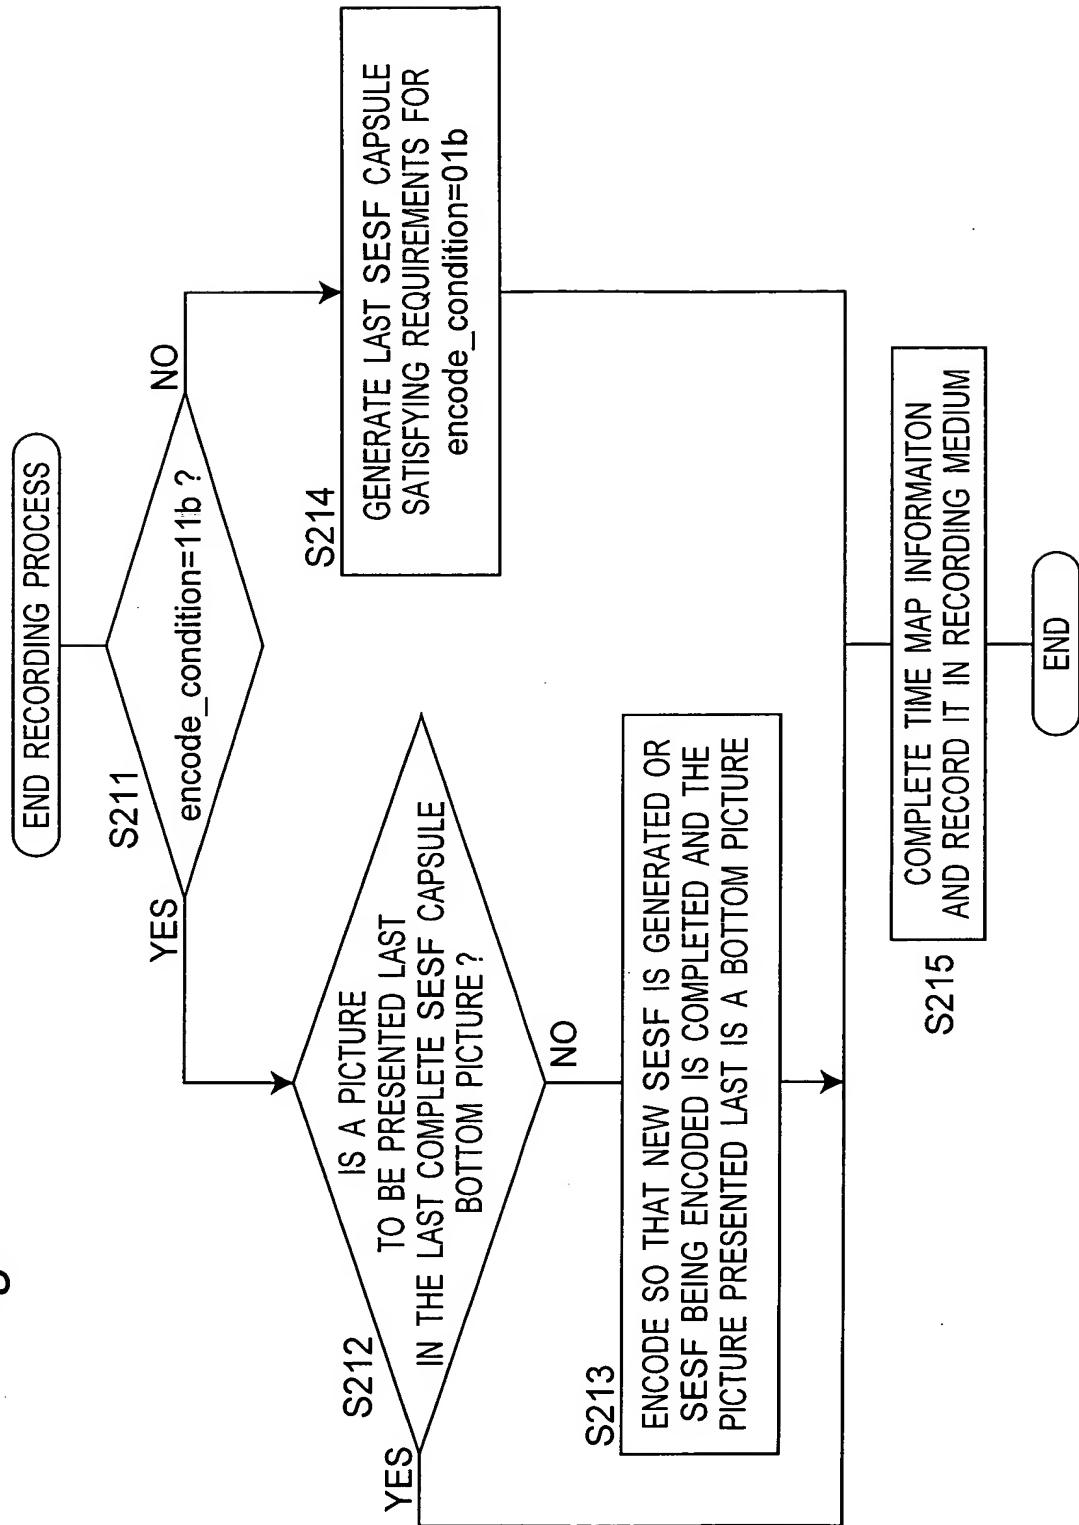 END RECORDING PROCESS
S211
encode_condition=11b ?
YES
NO
S212
IS A PICTURE
TO BE PRESENTED LAST
IN THE LAST COMPLETE SESF CAPSULE
BOTTOM PICTURE ?
YES
NO
S213
ENCODE SO THAT NEW SESF IS GENERATED OR
SESF BEING ENCODED IS COMPLETED AND THE
PICTURE PRESENTED LAST IS A BOTTOM PICTURE
S214
GENERATE LAST SESF CAPSULE
SATISFYING REQUIREMENTS FOR
encode_condition=01b
S215
COMPLETE TIME MAP INFORMAITON
AND RECORD IT IN RECORDING MEDIUM
END